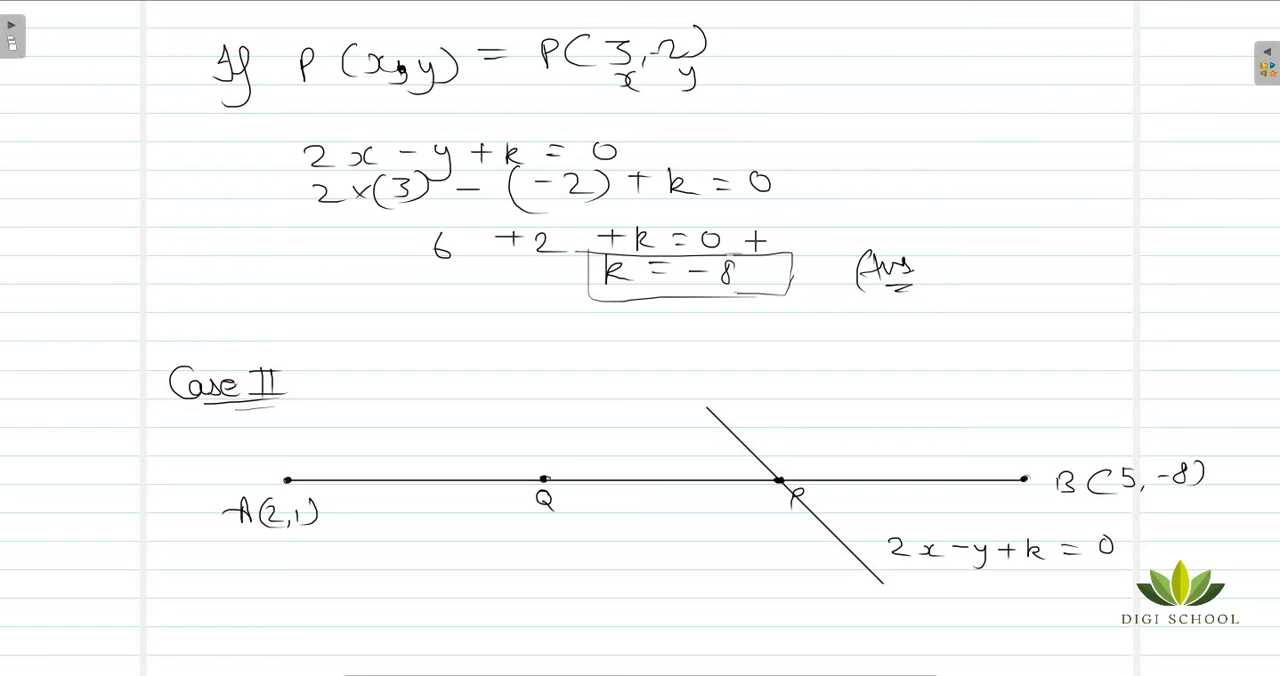 If P (x, y) = P(3, -2)
x y
2x - y + k = 0
2×(3) - (-2) + k = 0
6 +2 +k = 0 +
k = -8 (Ans
Case II
A(2,1)
Q
P
B (5, -8)
2x - y + k = 0
DIGI SCHOOL